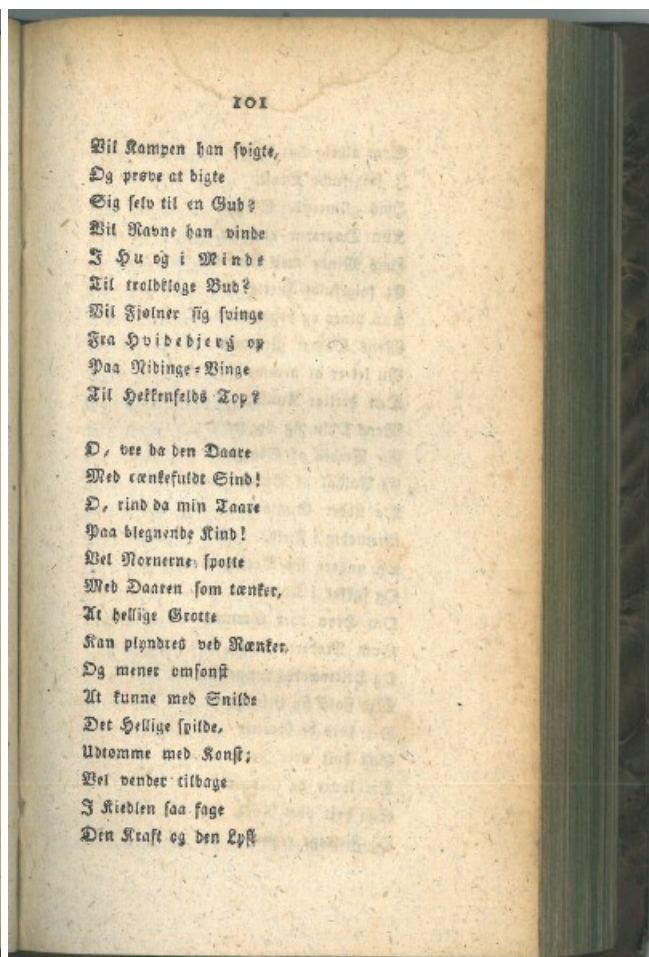 101
Vil Kampen han svigte,
Og prøve at digte
Sig selv til en Gud?
Vil Navne han vinde
I Hu og i Minde
Til troldkloge Bud?
Vil Fjølner sig svinge
Fra Hvidebjerg op
Paa Nidinge-Vinge
Til Hekkenfelds Top?
O, vee da den Daare
Med rænkefuldt Sind!
O, rind da min Taare
Paa blegnende Kind!
Vel Nornerne spotte
Med Daaren som tænker,
At hellige Grotte
Kan plyndres ved Rænker,
Og mener omsonst
At kunne med Snilde
Det Hellige spilde,
Udtømme med Konst;
Vel vender tilbage
I Kiedlen saa fage
Den Kraft og den Lyst